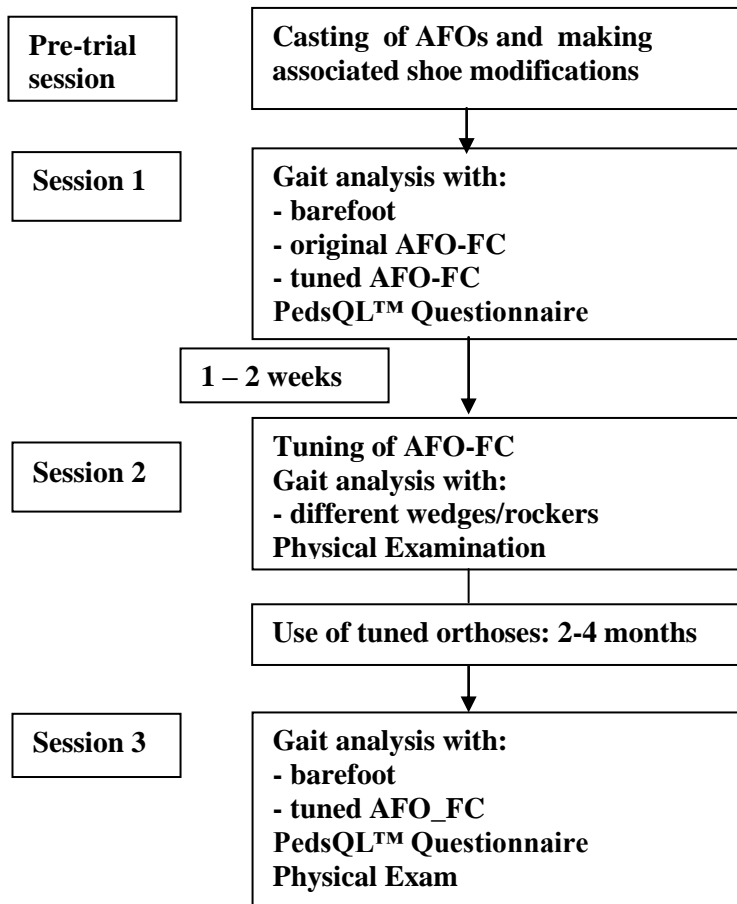 Pre-trial
session
Casting of AFOs and making
associated shoe modifications
Session 1
Gait analysis with:
- barefoot
- original AFO-FC
- tuned AFO-FC
PedsQL™ Questionnaire
1 – 2 weeks
Session 2
Tuning of AFO-FC
Gait analysis with:
- different wedges/rockers
Physical Examination
Use of tuned orthoses: 2-4 months
Session 3
Gait analysis with:
- barefoot
- tuned AFO_FC
PedsQL™ Questionnaire
Physical Exam